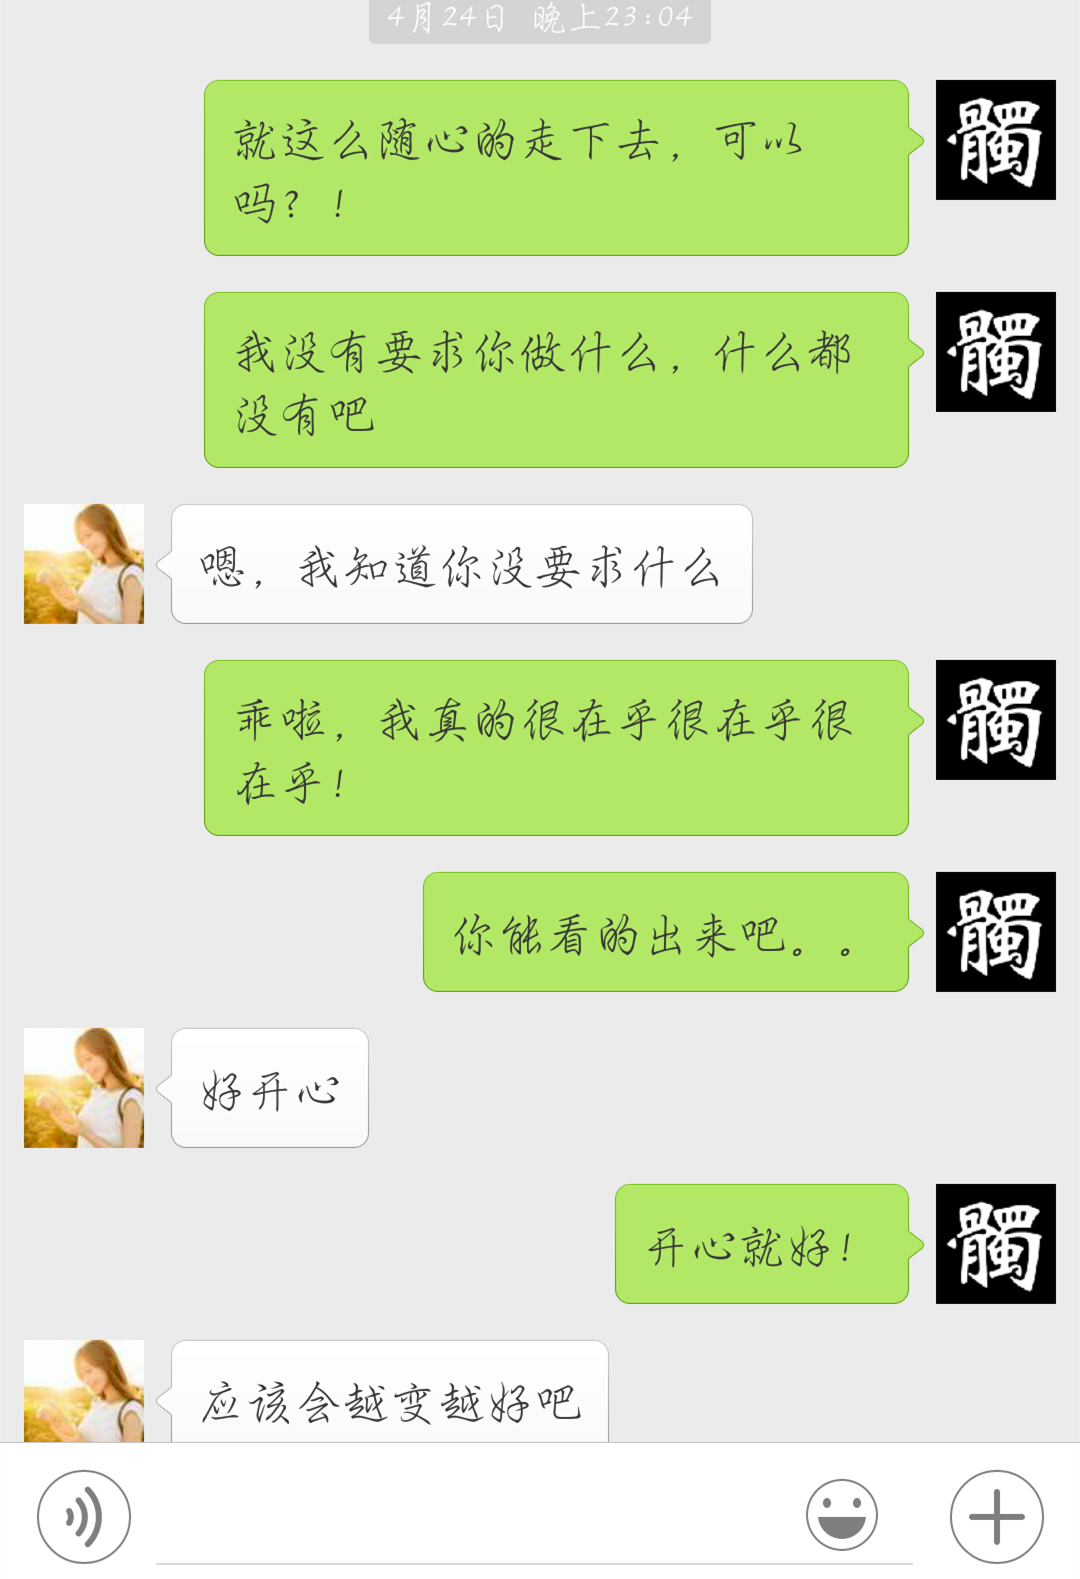 4月24日 晚上23:04
就这么随心的走下去，可以
吗？！
髑
我没有要求你做什么，什么都
没有吧
髑
嗯，我知道你没要求什么
乖啦，我真的很在乎很在乎很
在乎！
髑
你能看的出来吧。。
髑
好开心
开心就好！
髑
应该会越变越好吧